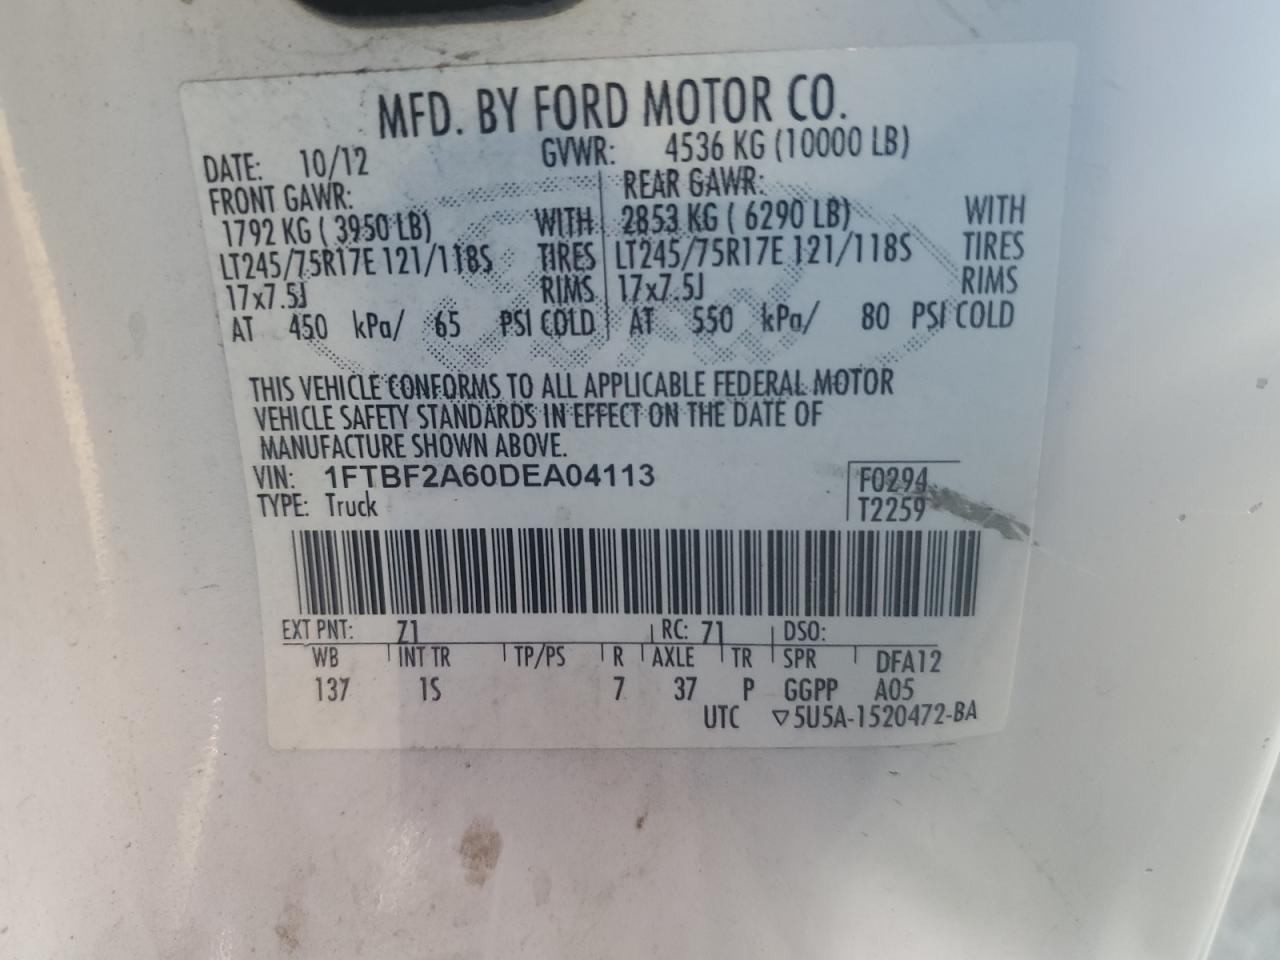 MFD. BY FORD MOTOR CO.
DATE: 10/12 GVWR: 4536 KG (10000 LB)
FRONT GAWR: REAR GAWR:
1792 KG ( 3950 LB) WITH 2853 KG ( 6290 LB) WITH
LT245/75R17E 121/118S TIRES LT245/75R17E 121/118S TIRES
17x7.5J RIMS 17x7.5J RIMS
AT 450 kPa/ 65 PSI COLD AT 550 kPa/ 80 PSI COLD
THIS VEHICLE CONFORMS TO ALL APPLICABLE FEDERAL MOTOR
VEHICLE SAFETY STANDARDS IN EFFECT ON THE DATE OF
MANUFACTURE SHOWN ABOVE.
VIN: 1FTBF2A60DEA04113 F0294
TYPE: Truck T2259
EXT PNT: Z1 RC: 71 DSO:
WB INT TR TP/PS R AXLE TR SPR DFA12
137 1S 7 37 P GGPP A05
UTC ▽5U5A-1520472-BA